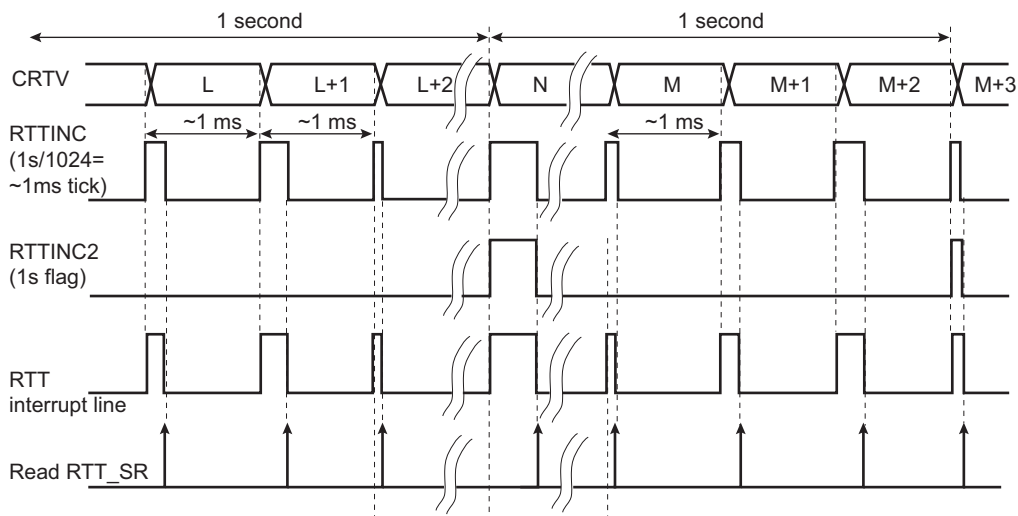 1 second 1 second
CRTV L L+1 L+2 N M M+1 M+2 M+3
~1 ms ~1 ms ~1 ms
RTTINC
(1s/1024=
~1ms tick)
RTTINC2
(1s flag)
RTT
interrupt line
Read RTT_SR